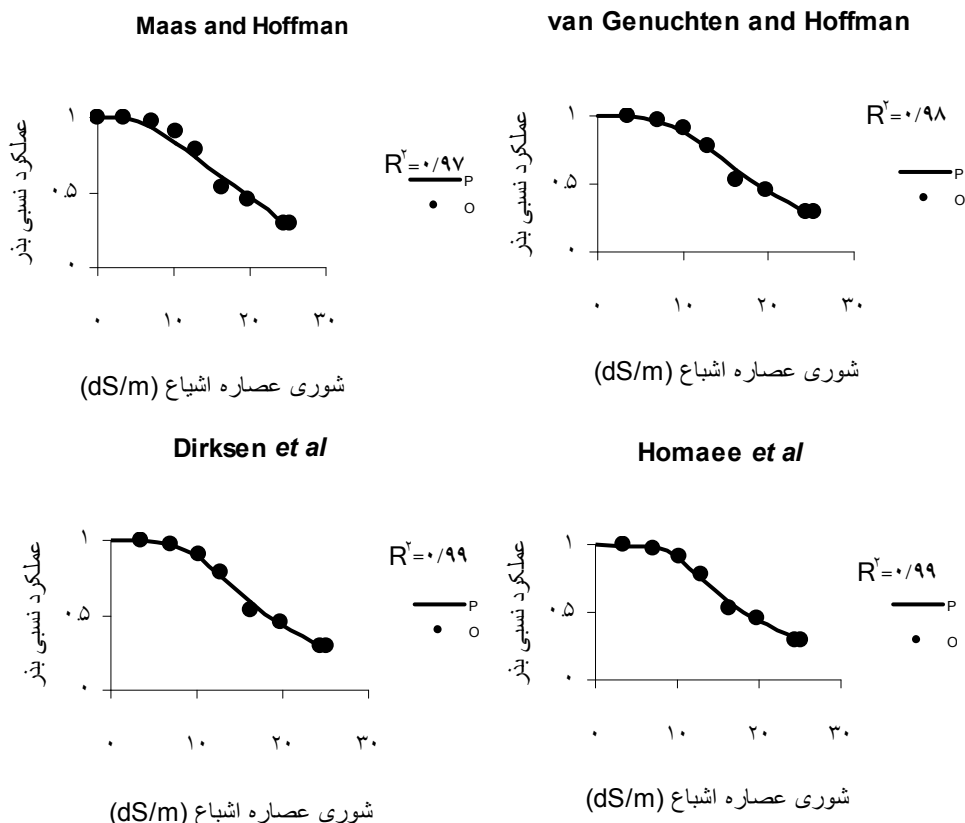 Maas and Hoffman
عملکرد نسبی بذر
۱
۰.۵
۰
۰ ۱۰ ۲۰ ۳۰
R۲=۰/۹۷
P
O
شوری عصاره اشباع (dS/m)
van Genuchten and Hoffman
عملکرد نسبی بذر
۱
۰.۵
۰
۰ ۱۰ ۲۰ ۳۰
R۲=۰/۹۸
P
O
شوری عصاره اشباع (dS/m)
Dirksen et al
عملکرد نسبی بذر
۱
۰.۵
۰
۰ ۱۰ ۲۰ ۳۰
R۲=۰/۹۹
P
O
شوری عصاره اشباع (dS/m)
Homaee et al
عملکرد نسبی بذر
۱
۰.۵
۰
۰ ۱۰ ۲۰ ۳۰
R۲=۰/۹۹
P
O
شوری عصاره اشباع (dS/m)